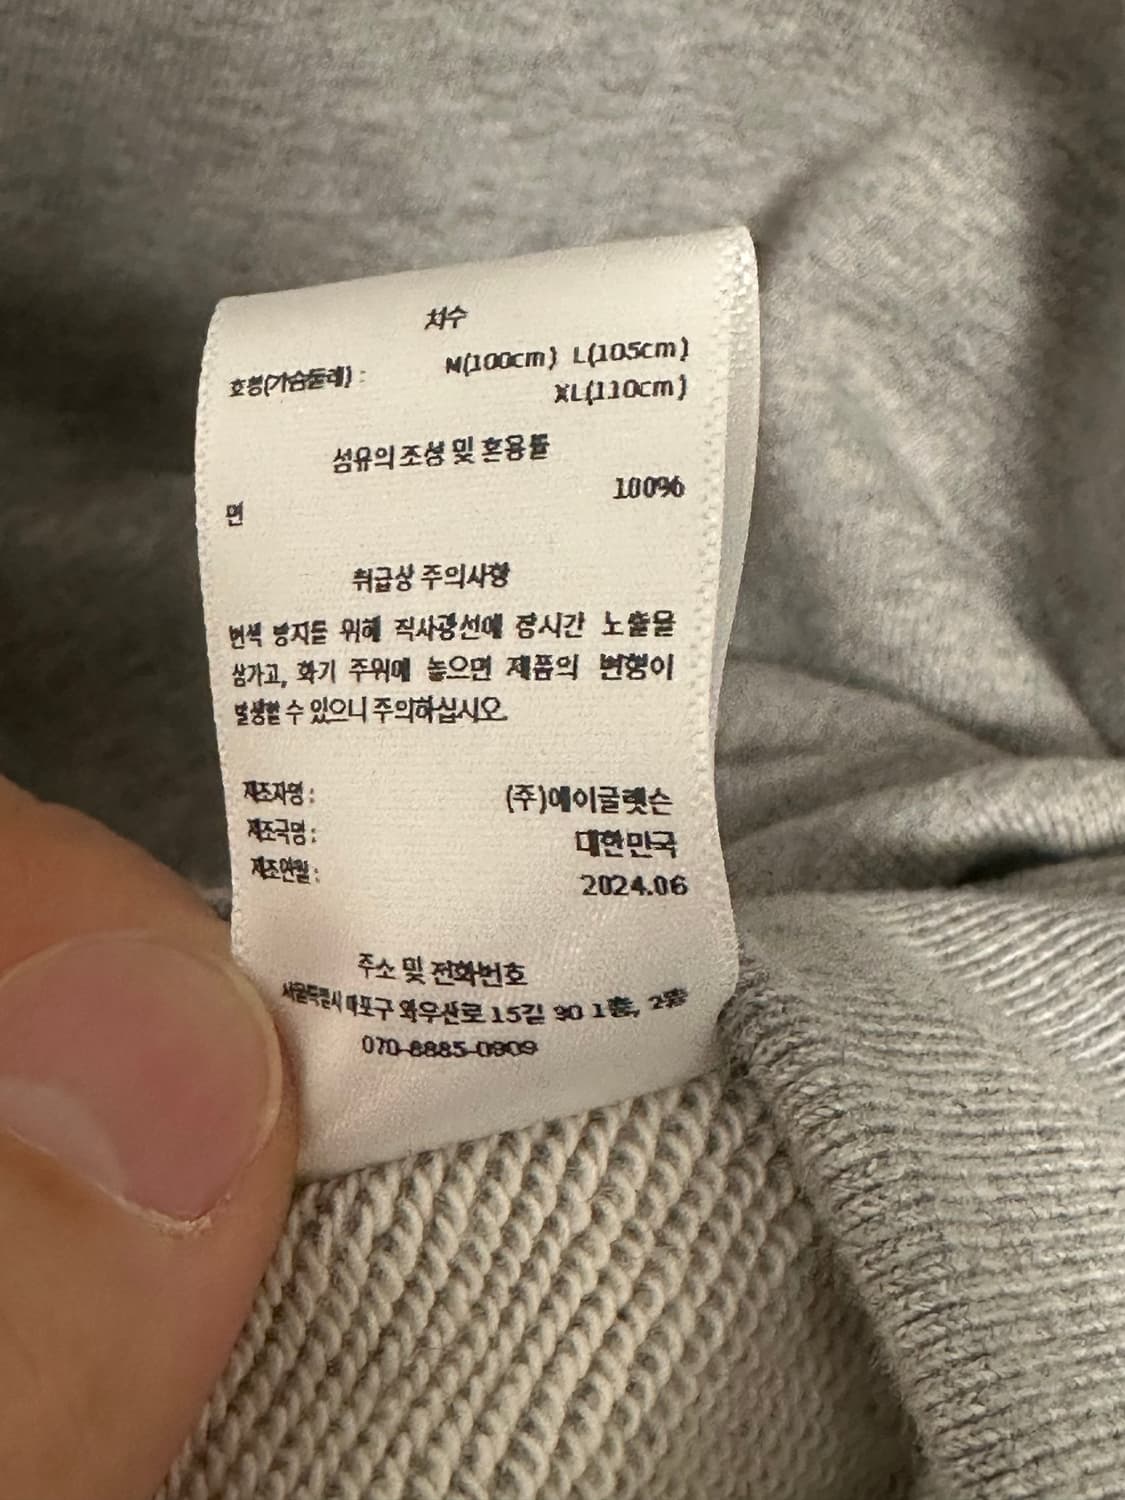 치수
호칭(가슴둘레) : M(100cm) L(105cm)
XL(110cm)
섬유의 조성 및 혼용률
면 100%
취급상 주의사항
변색 방지를 위해 직사광선에 장시간 노출을
삼가고, 화기 주위에 놓으면 제품의 변형이
발생할 수 있으니 주의하십시오.
제조자명 : (주)에이글렛슨
제조국명 : 대한민국
제조연월 : 2024.06
주소 및 전화번호
서울특별시 마포구 와우산로 15길 90 1층, 2층
070-8885-0909